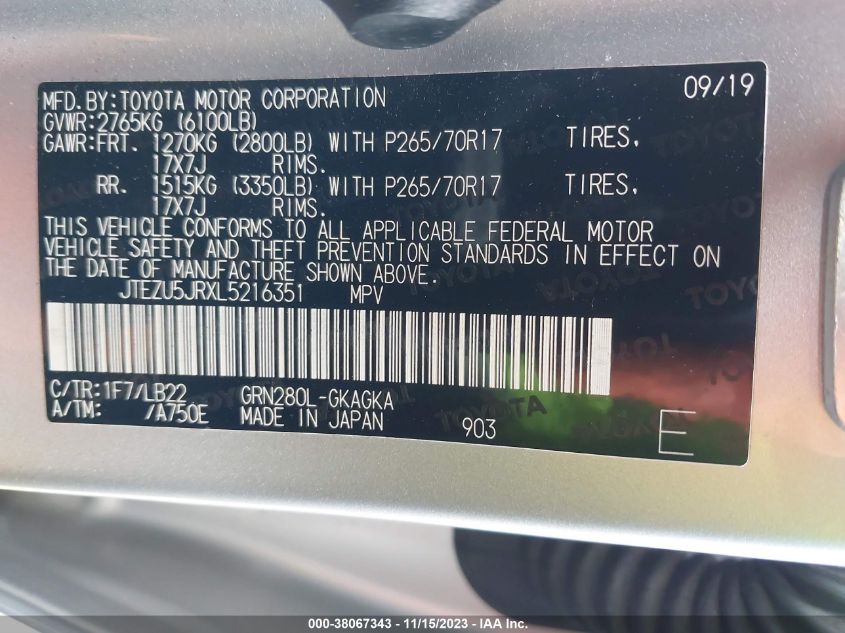 MFD.BY:TOYOTA MOTOR CORPORATION 09/19
GVWR:2765KG (6100LB)
GAWR:FRT. 1270KG (2800LB) WITH P265/70R17 TIRES,
17X7J RIMS.
RR. 1515KG (3350LB) WITH P265/70R17 TIRES,
17X7J RIMS.
THIS VEHICLE CONFORMS TO ALL APPLICABLE FEDERAL MOTOR
VEHICLE SAFETY AND THEFT PREVENTION STANDARDS IN EFFECT ON
THE DATE OF MANUFACTURE SHOWN ABOVE.
JTEZU5JRXL5216351 MPV
C/TR:1F7/LB22 GRN280L-GKAGKA
A/TM: /A750E MADE IN JAPAN 903 E
TOYOTA
000-38067343 - 11/15/2023 - IAA Inc.